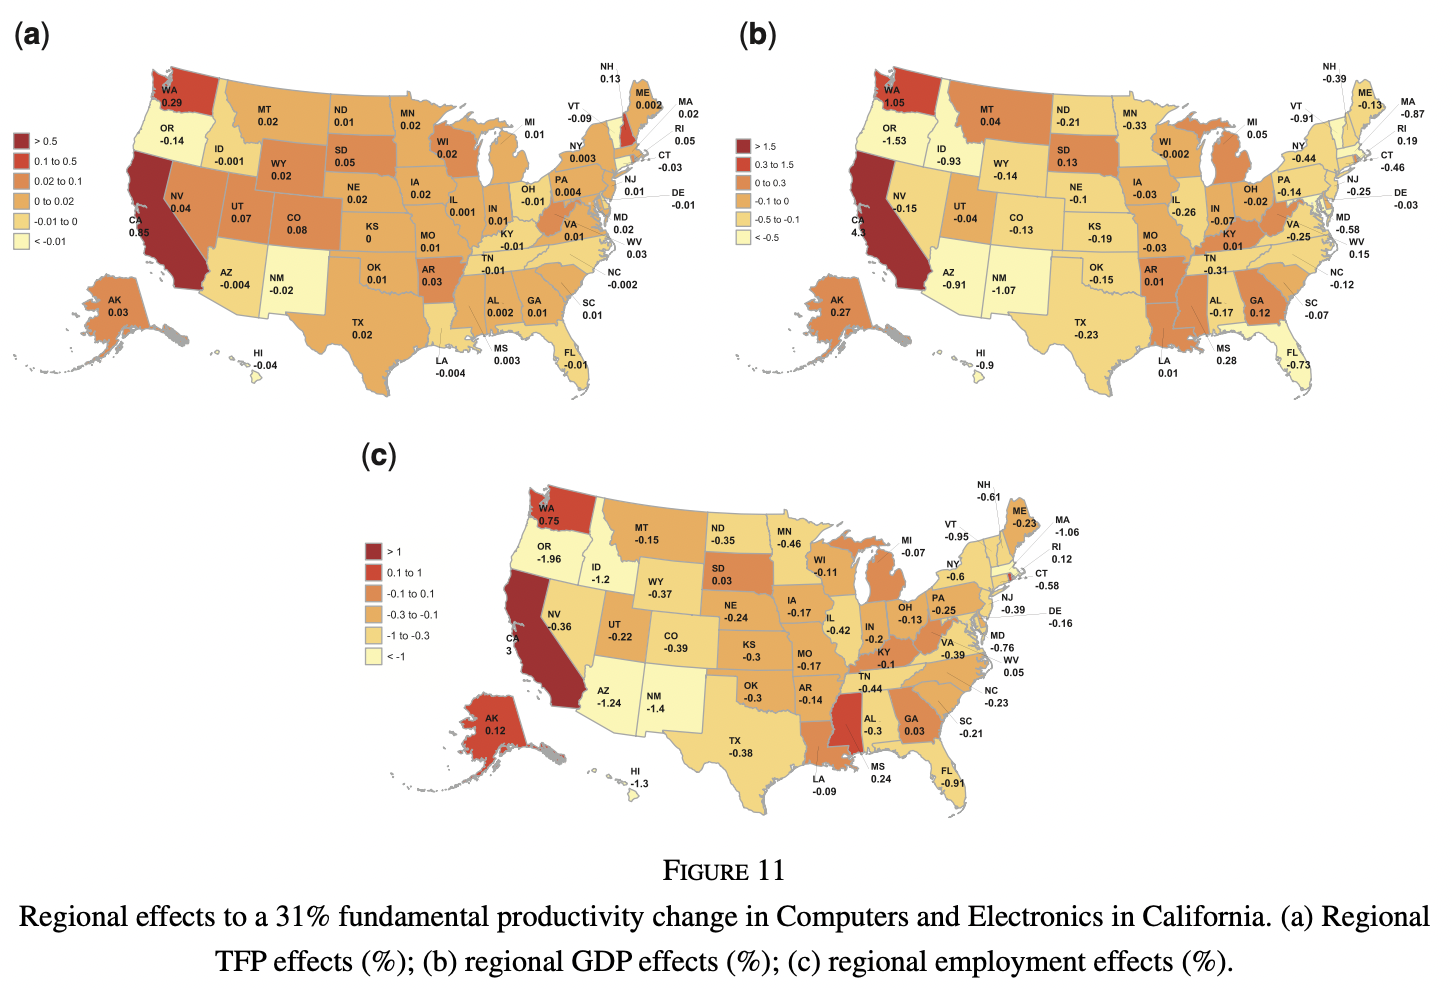 (a)
NH
0.13
WA
0.29
MT
0.02
ND
0.01
MN
0.02
VT
-0.09
ME
0.002
MA
0.02
OR
-0.14
MI
0.01
RI
0.05
> 0.5
0.1 to 0.5
0.02 to 0.1
0 to 0.02
-0.01 to 0
< -0.01
ID
-0.001
WY
0.02
SD
0.05
WI
0.02
NY
0.003
CT
-0.03
NV
0.04
UT
0.07
CO
0.08
NE
0.02
IA
0.02
IL
0.001
IN
0.01
OH
-0.01
PA
0.004
NJ
0.01
DE
-0.01
CA
0.85
KS
0
MO
0.01
KY
-0.01
VA
0.01
MD
0.02
WV
0.03
AZ
-0.004
NM
-0.02
OK
0.01
AR
0.03
TN
-0.01
NC
-0.002
SC
0.01
AK
0.03
TX
0.02
AL
0.002
GA
0.01
HI
-0.04
LA
-0.004
MS
0.003
FL
-0.01
(b)
NH
-0.39
WA
1.05
MT
0.04
ND
-0.21
MN
-0.33
VT
-0.91
ME
-0.13
MA
-0.87
OR
-1.53
MI
0.05
RI
0.19
> 1.5
0.3 to 1.5
0 to 0.3
-0.1 to 0
-0.5 to -0.1
< -0.5
ID
-0.93
WY
-0.14
SD
0.13
WI
-0.002
NY
-0.44
CT
-0.46
NV
-0.15
UT
-0.04
CO
-0.13
NE
-0.1
IA
-0.03
IL
-0.26
IN
-0.07
OH
-0.02
PA
-0.14
NJ
-0.25
DE
-0.03
CA
4.3
KS
-0.19
MO
-0.03
KY
0.01
VA
-0.25
MD
-0.58
WV
0.15
AZ
-0.91
NM
-1.07
OK
-0.15
AR
0.01
TN
-0.31
NC
-0.12
SC
-0.07
AK
0.27
TX
-0.23
AL
-0.17
GA
0.12
HI
-0.9
LA
0.01
MS
0.28
FL
-0.73
(c)
NH
-0.61
WA
0.75
MT
-0.15
ND
-0.35
MN
-0.46
VT
-0.95
ME
-0.23
MA
-1.06
OR
-1.96
MI
-0.07
RI
0.12
> 1
0.1 to 1
-0.1 to 0.1
-0.3 to -0.1
-1 to -0.3
< -1
ID
-1.2
WY
-0.37
SD
0.03
WI
-0.11
NY
-0.6
CT
-0.58
NV
-0.36
UT
-0.22
CO
-0.39
NE
-0.24
IA
-0.17
IL
-0.42
IN
-0.2
OH
-0.13
PA
-0.25
NJ
-0.39
DE
-0.16
CA
3
KS
-0.3
MO
-0.17
KY
-0.1
VA
-0.39
MD
-0.76
WV
0.05
AZ
-1.24
NM
-1.4
OK
-0.3
AR
-0.14
TN
-0.44
NC
-0.23
SC
-0.21
AK
0.12
TX
-0.38
AL
-0.3
GA
0.03
HI
-1.3
LA
-0.09
MS
0.24
FL
-0.91
FIGURE 11
Regional effects to a 31% fundamental productivity change in Computers and Electronics in California. (a) Regional
TFP effects (%); (b) regional GDP effects (%); (c) regional employment effects (%).